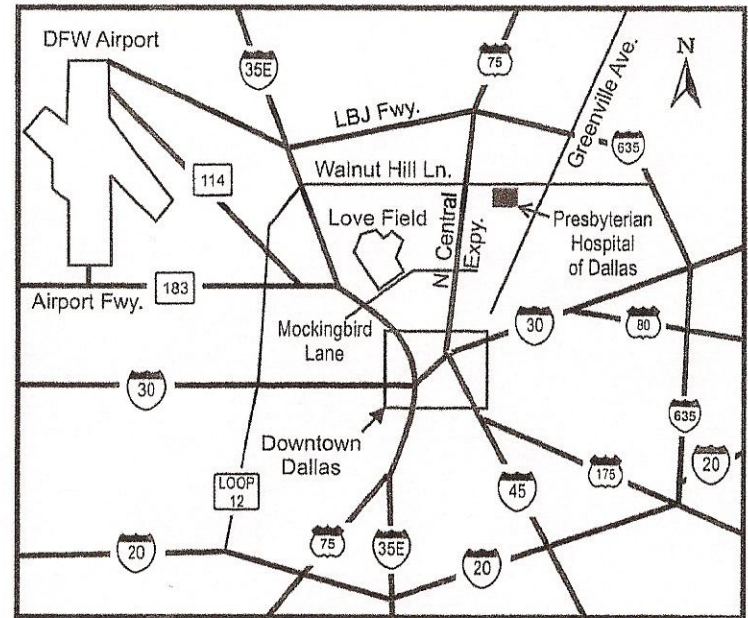 DFW Airport
35E
75
N
Greenville Ave.
LBJ Fwy.
635
Walnut Hill Ln.
114
Love Field
N Central
Expy.
Presbyterian
Hospital
of Dallas
183
Airport Fwy.
Mockingbird
Lane
30
80
30
635
Downtown
Dallas
LOOP
12
175
20
45
20
75
35E
20